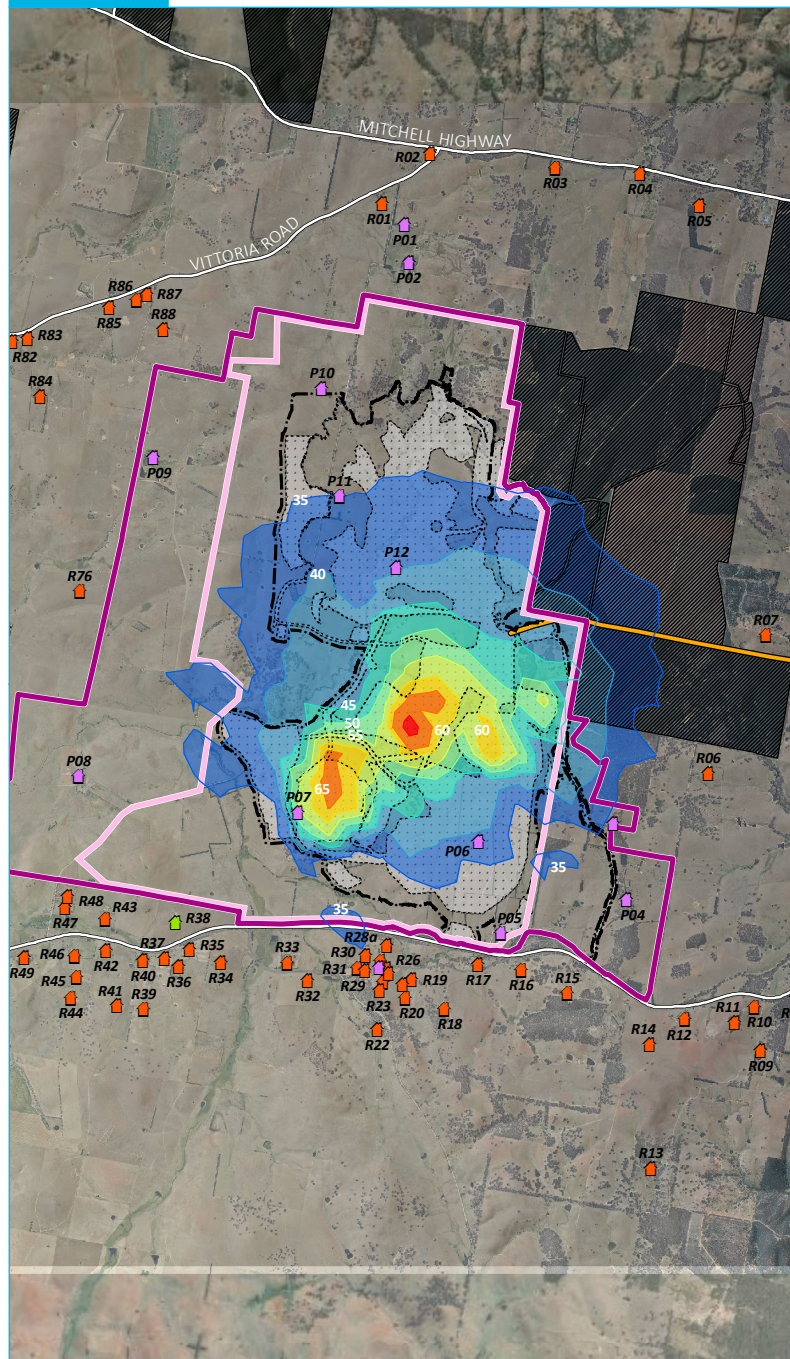 MITCHELL HIGHWAY
R02
R03
R04
R01
R05
P01
VITTORIA ROAD
P02
R86
R87
R85
R88
R83
R82
R84
P10
P09
P11
35
P12
40
R76
R07
45
50
55
60
60
R06
P08
65
P07
P06
35
P04
R48
R47
R43
R38
35
P05
R28a
R46
R42
R37
R35
R33
R30
R26
R49
R40
R36
R34
R31
R29
R17
R16
R45
R32
R19
R15
R44
R41
R39
R23
R20
R18
R22
R14
R12
R11
R10
R
R09
R13